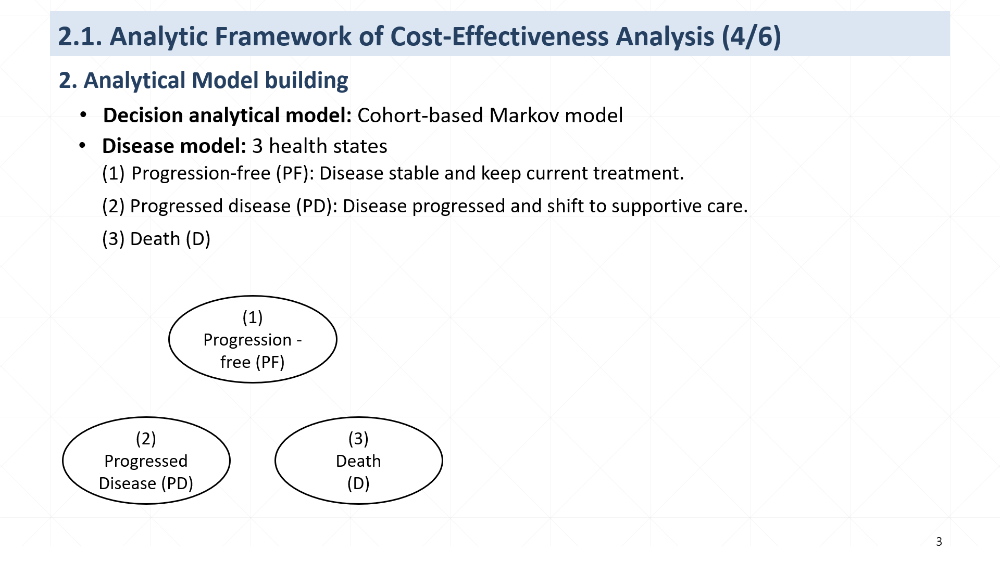 2.1. Analytic Framework of Cost-Effectiveness Analysis (4/6)
2. Analytical Model building
• Decision analytical model: Cohort-based Markov model
• Disease model: 3 health states
(1) Progression-free (PF): Disease stable and keep current treatment.
(2) Progressed disease (PD): Disease progressed and shift to supportive care.
(3) Death (D)
(1)
Progression -
free (PF)
(2)
Progressed
Disease (PD)
(3)
Death
(D)
3